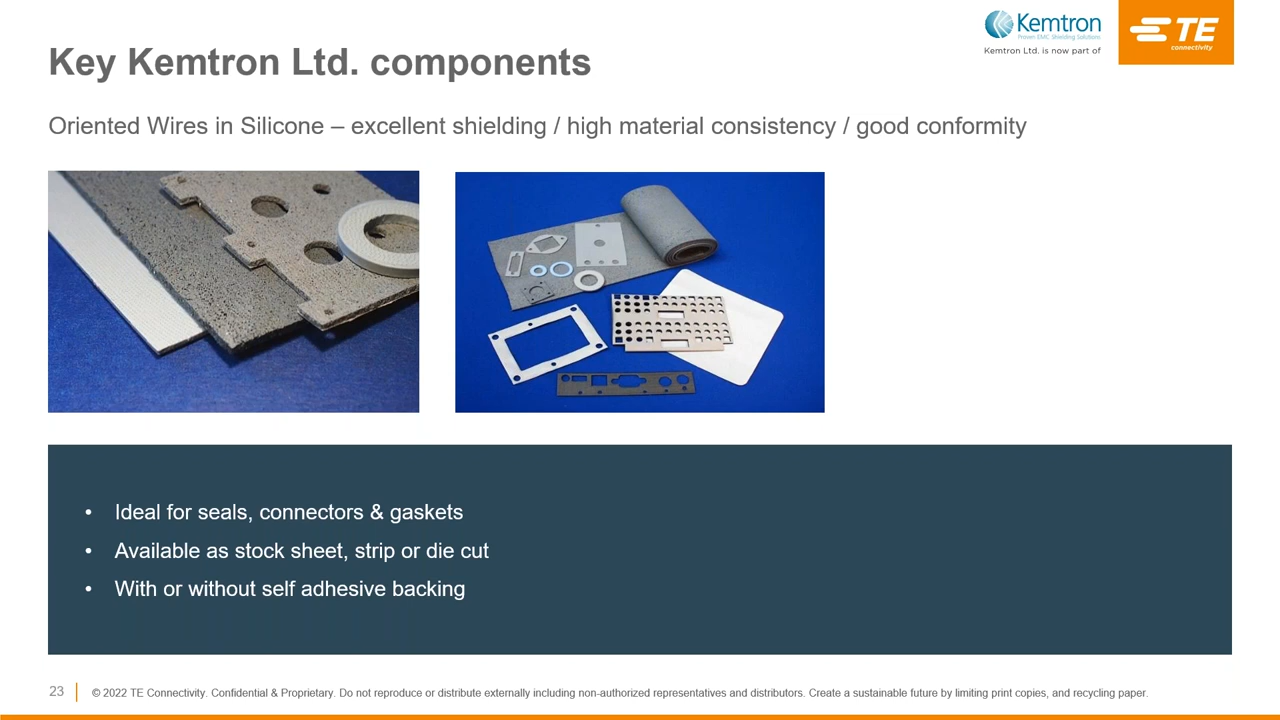 Key Kemtron Ltd. components
Kemtron
Proven EMC Shielding Solutions
Kemtron Ltd. is now part of
TE
connectivity
Oriented Wires in Silicone – excellent shielding / high material consistency / good conformity
• Ideal for seals, connectors & gaskets
• Available as stock sheet, strip or die cut
• With or without self adhesive backing
23
© 2022 TE Connectivity. Confidential & Proprietary. Do not reproduce or distribute externally including non-authorized representatives and distributors. Create a sustainable future by limiting print copies, and recycling paper.